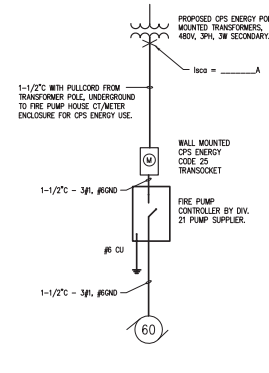 PROPOSED CPS ENERGY POL
MOUNTED TRANSFORMERS,
480V, 3PH, 3W SECONDARY.
Isca = _______A
1-1/2"C WITH PULLCORD FROM
TRANSFORMER POLE, UNDERGROUND
TO FIRE PUMP HOUSE CT/METER
ENCLOSURE FOR CPS ENERGY USE.
WALL MOUNTED
CPS ENERGY
CODE 25
TRANSOCKET
M
1-1/2"C - 3#1, #6GND
FIRE PUMP
CONTROLLER BY DIV.
21 PUMP SUPPLIER.
#6 CU
1-1/2"C - 3#1, #6GND
60